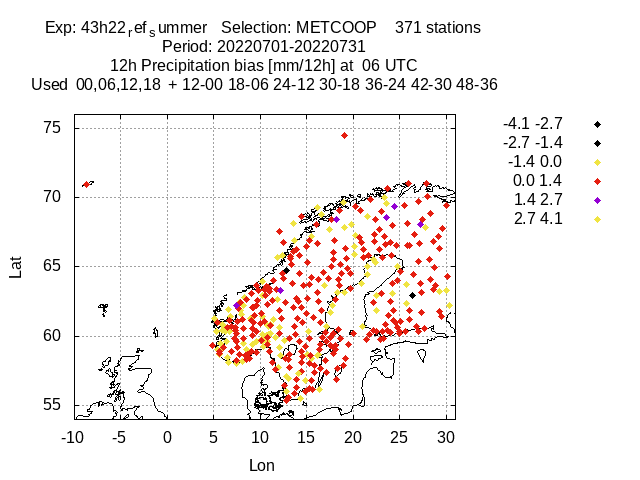 Exp: 43h22refsummer   Selection: METCOOP    371 stations
Period: 20220701-20220731
12h Precipitation bias [mm/12h] at  06 UTC
Used  00,06,12,18  + 12-00 18-06 24-12 30-18 36-24 42-30 48-36
-4.1 -2.7
-2.7 -1.4
-1.4 0.0
0.0 1.4
1.4 2.7
2.7 4.1
75
70
65
60
55
Lat
-10 -5 0 5 10 15 20 25 30
Lon